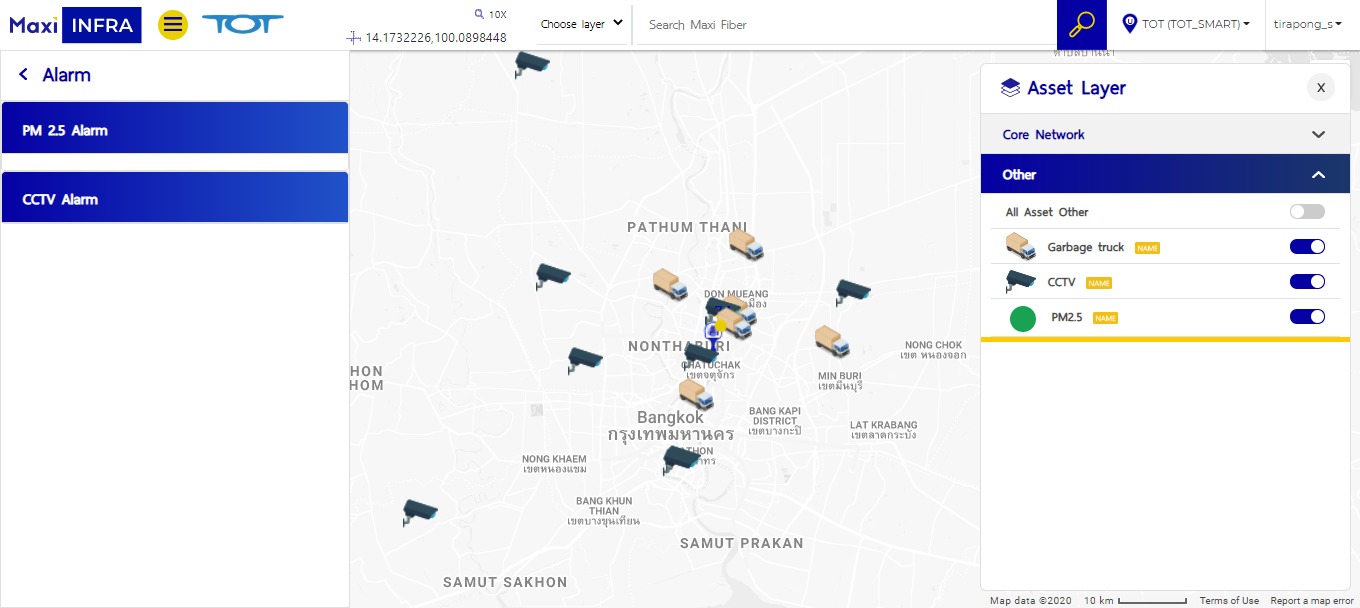 Maxi INFRA
TOT
10X
14.1732226,100.0898448
Choose layer
Search Maxi Fiber
TOT (TOT_SMART)
tirapong_s
Alarm
PM 2.5 Alarm
CCTV Alarm
PATHUM THANI
DON MUEANG
NONTHABURI
CHATUCHAK
เขตจตุจักร
MIN BURI
เขตมีนบุรี
NONG CHOK
เขต หนองจอก
HON
HOM
Bangkok
กรุงเทพมหานคร
BANG KAPI
DISTRICT
เขตบางกะปิ
LAT KRABANG
เขตลาดกระบัง
NONG KHAEM
เขตหนองแขม
BANG KHUN
THIAN
เขตบางขุนเทียน
SAMUT PRAKAN
SAMUT SAKHON
Asset Layer
X
Core Network
Other
All Asset Other
Garbage truck NAME
CCTV NAME
PM2.5 NAME
Map data ©2020
10 km
Terms of Use
Report a map error